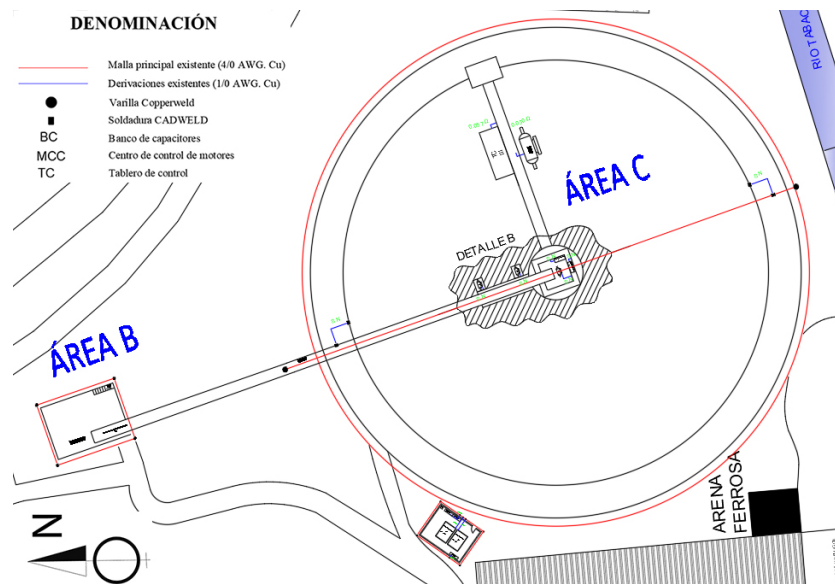 DENOMINACIÓN
Malla principal existente (4/0 AWG. Cu)
Derivaciones existentes (1/0 AWG. Cu)
Varilla Copperweld
Soldadura CADWELD
BC Banco de capacitores
MCC Centro de control de motores
TC Tablero de control
RIO TABAC
ÁREA C
DETALLE B
ÁREA B
ARENA
FERROSA
N